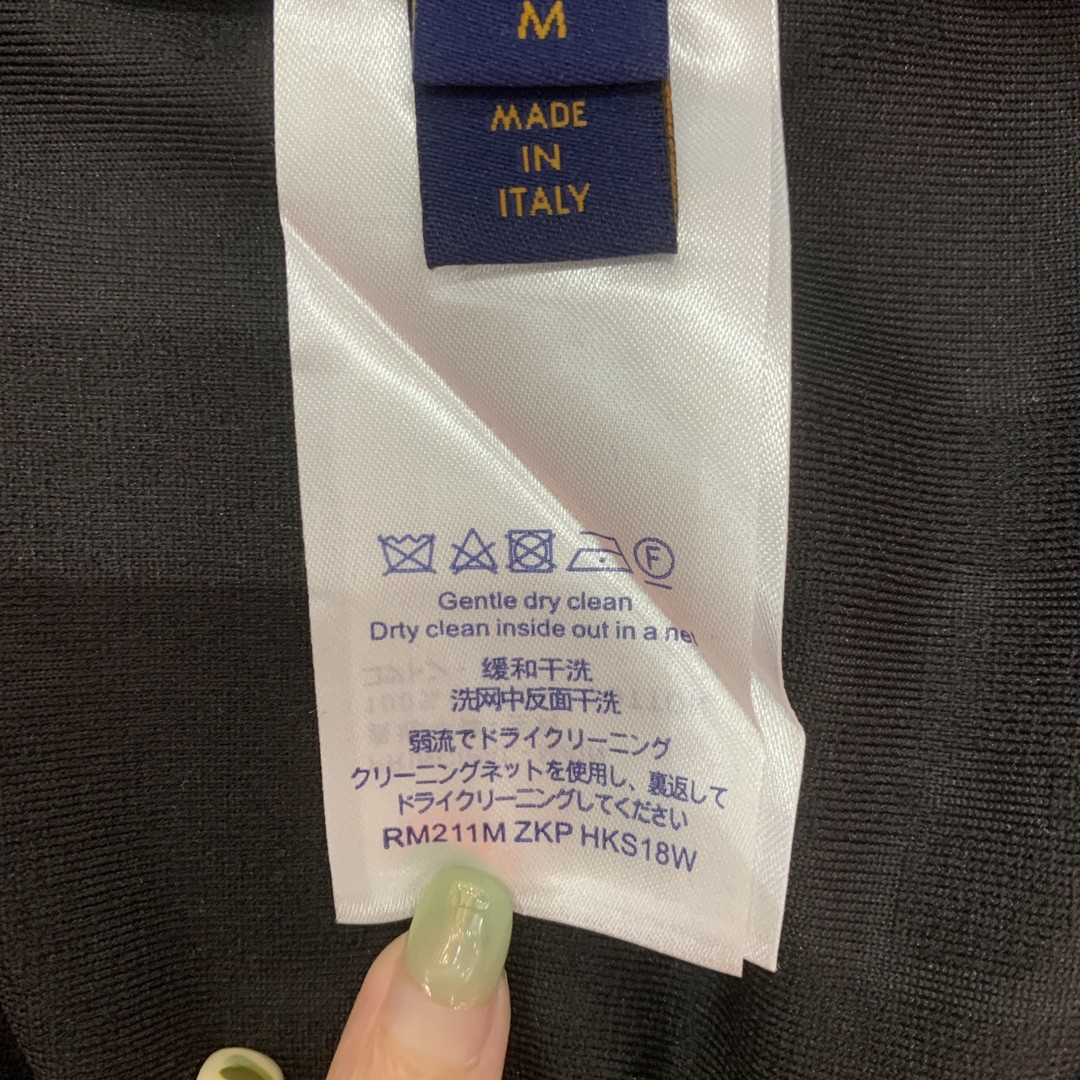 M
MADE
IN
ITALY
F
Gentle dry clean
Drty clean inside out in a net
缓和干洗
洗网中反面干洗
弱流でドライクリーニング
クリーニングネットを使用し、裏返して
ドライクリーニングしてください
RM211M ZKP HKS18W